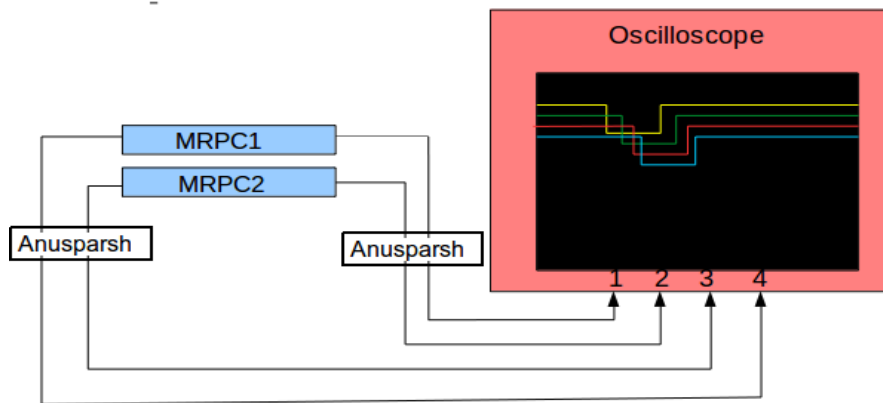 Oscilloscope
MRPC1
MRPC2
Anusparsh
Anusparsh
1 2 3 4